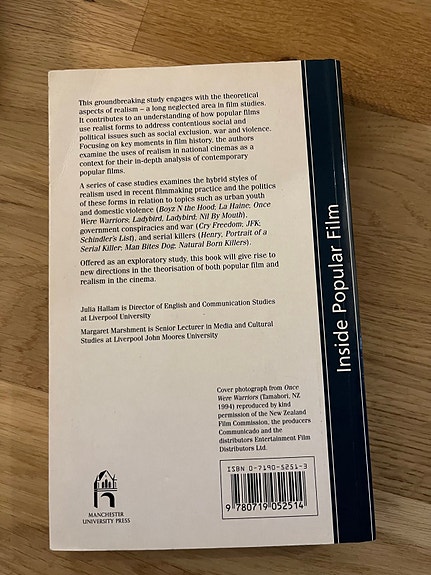 This groundbreaking study engages with the theoretical
aspects of realism – a long neglected area in film studies.
It contributes to an understanding of how popular films
use realist forms to address contentious social and
political issues such as social exclusion, war and violence.
Focusing on key moments in film history, the authors
examine the uses of realism in national cinemas as a
context for their in-depth analysis of contemporary
popular films.
A series of case studies examines the hybrid styles of
realism used in recent filmmaking practice and the politics
of these forms in relation to topics such as urban youth
and domestic violence (Boyz N the Hood; La Haine; Once
Were Warriors; Ladybird, Ladybird; Nil By Mouth),
government conspiracies and war (Cry Freedom; JFK;
Schindler's List), and serial killers (Henry, Portrait of a
Serial Killer; Man Bites Dog; Natural Born Killers).
Offered as an exploratory study, this book will give rise to
new directions in the theorisation of both popular film and
realism in the cinema.
Julia Hallam is Director of English and Communication Studies
at Liverpool University
Margaret Marshment is Senior Lecturer in Media and Cultural
Studies at Liverpool John Moores University
Cover photograph from Once
Were Warriors (Tamahori, NZ
1994) reproduced by kind
permission of the New Zealand
Film Commission, the producers
Communicado and the
distributors Entertainment Film
Distributors Ltd.
ISBN 0-7190-5251-3
9 780719 052514
MANCHESTER
UNIVERSITY PRESS
Inside Popular Film